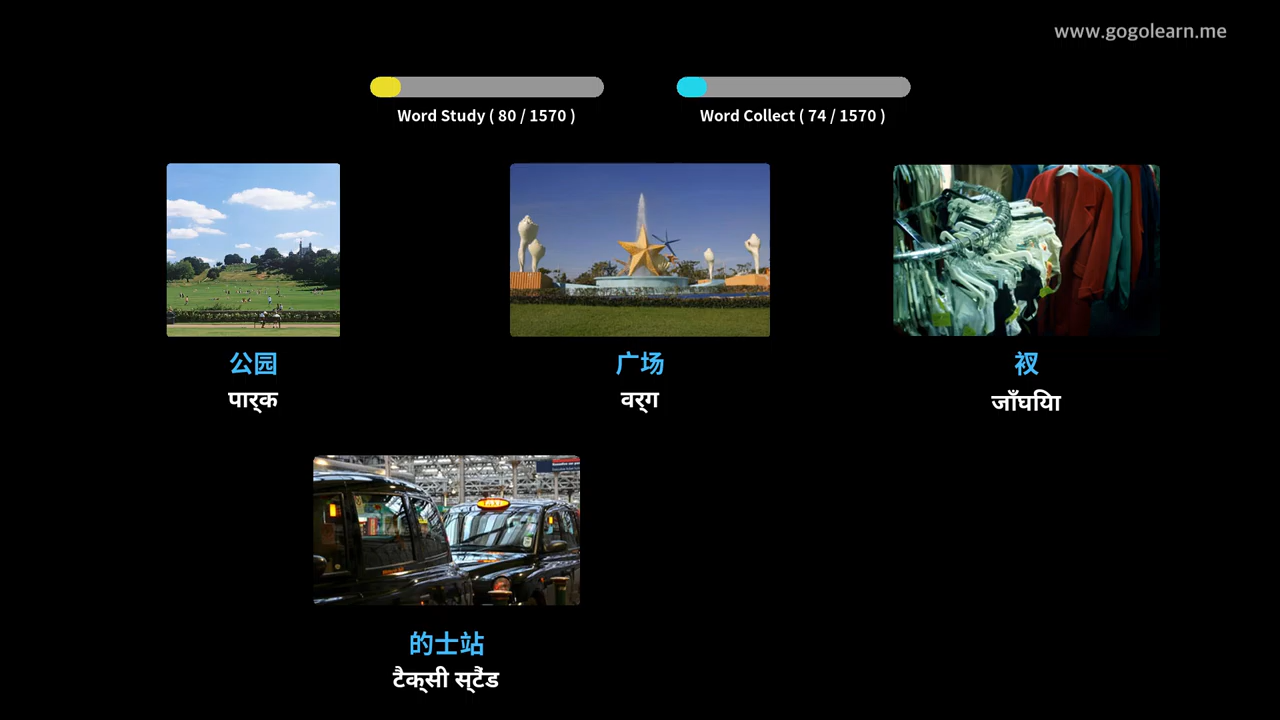 www.gogolearn.me
Word Study ( 80 / 1570 )
Word Collect ( 74 / 1570 )
公园
पार्क
广场
वर्ग
衩
जाँघिया
TAXI
的士站
टैक्सी स्टैंड